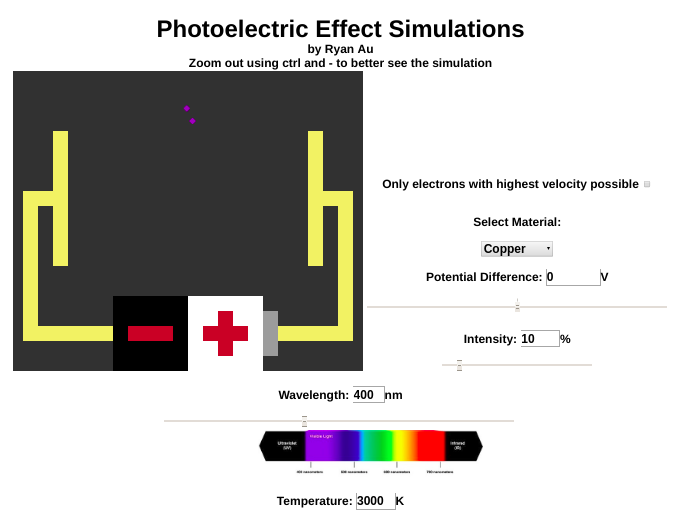 Photoelectric Effect Simulations
by Ryan Au
Zoom out using ctrl and - to better see the simulation
Only electrons with highest velocity possible
Select Material:
Copper
Potential Difference: 0 V
Intensity: 10 %
Wavelength: 400 nm
Ultraviolet
(UV)
Visible Light
Infrared
(IR)
400 nanometers 500 nanometers 600 nanometers 700 nanometers
Temperature: 3000 K